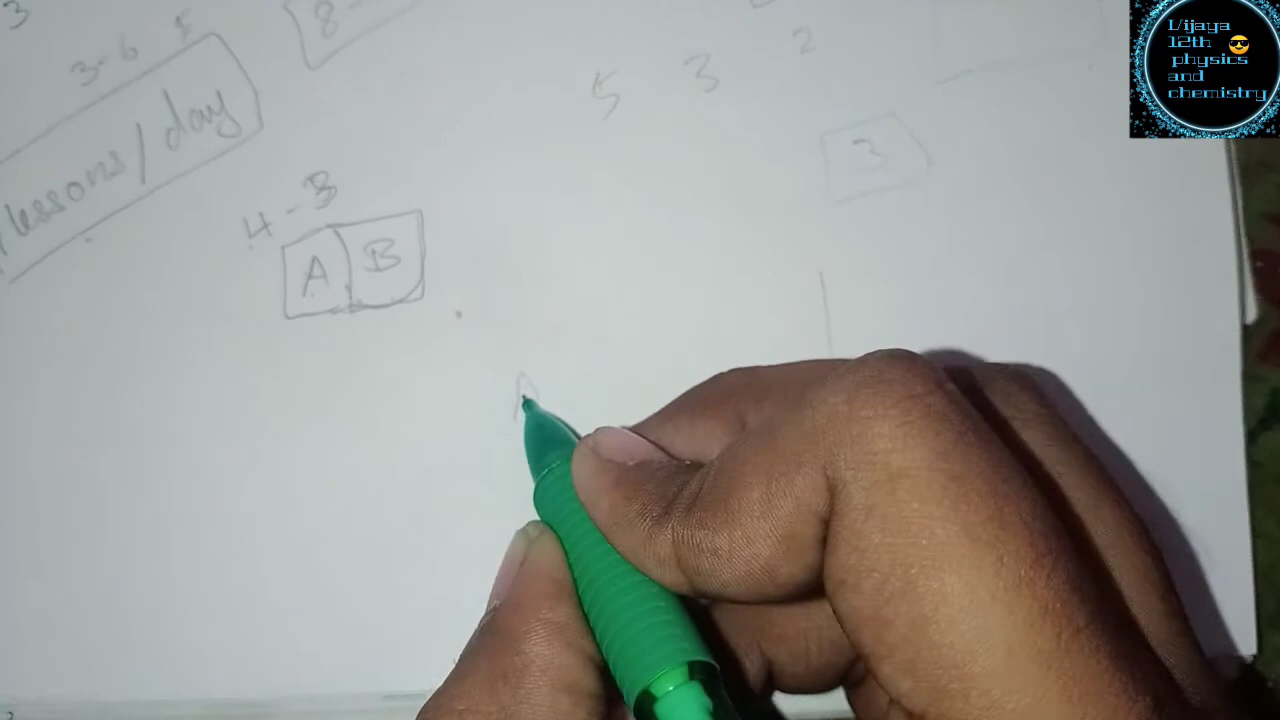 3
3-6
8-
lessons/day
5 3 2
3
4-B
A B
A
Vijaya
12th 😎
physics
and
chemistry